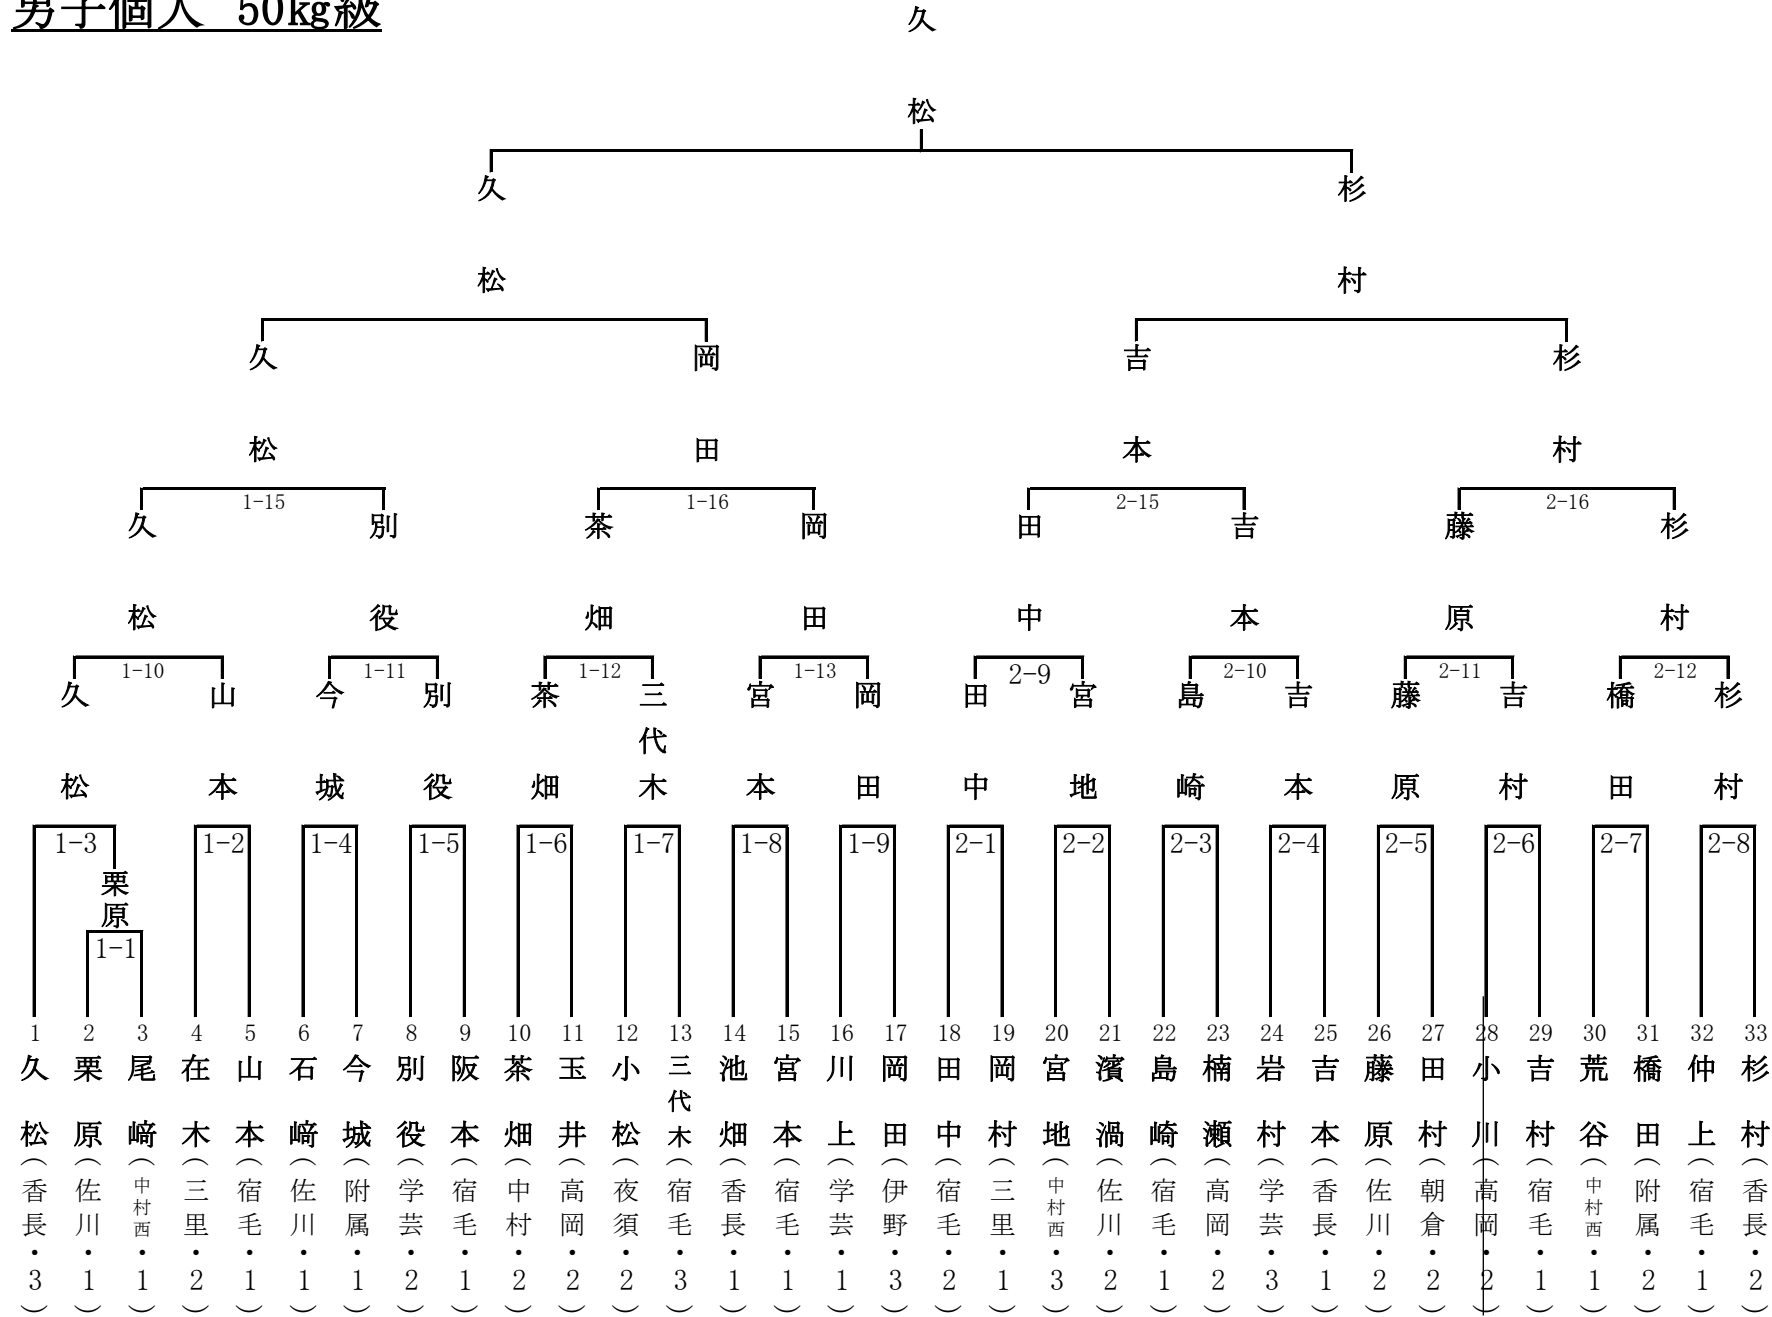 男子個人　50kg級
久松
久松 杉村
久松 岡田 吉本 杉村
1-15 1-16 2-15 2-16
久松 別役 茶畑 岡田 田中 吉本 藤原 杉村
1-10 1-11 1-12 1-13 2-9 2-10 2-11 2-12
久松 山本 今城 別役 茶畑 三代木 宮本 岡田 田中 宮地 島崎 吉本 藤原 吉村 橋田 杉村
1-3 1-2 1-4 1-5 1-6 1-7 1-8 1-9 2-1 2-2 2-3 2-4 2-5 2-6 2-7 2-8
栗原
1-1
1 久松（香長・3）
2 栗原（佐川・1）
3 尾﨑（中村西・1）
4 在木（三里・2）
5 山本（宿毛・1）
6 石﨑（佐川・1）
7 今城（附属・1）
8 別役（学芸・2）
9 阪本（宿毛・1）
10 茶畑（中村・2）
11 玉井（高岡・2）
12 小松（夜須・2）
13 三代木（宿毛・3）
14 池畑（香長・1）
15 宮本（宿毛・1）
16 川上（学芸・1）
17 岡田（伊野・3）
18 田中（宿毛・2）
19 岡村（三里・1）
20 宮地（中村西・3）
21 濱渦（佐川・2）
22 島崎（宿毛・1）
23 楠瀬（高岡・2）
24 岩村（学芸・3）
25 吉本（香長・1）
26 藤原（佐川・2）
27 田村（朝倉・2）
28 小川（高岡・2）
29 吉村（宿毛・1）
30 荒谷（中村西・1）
31 橋田（附属・2）
32 仲上（宿毛・1）
33 杉村（香長・2）